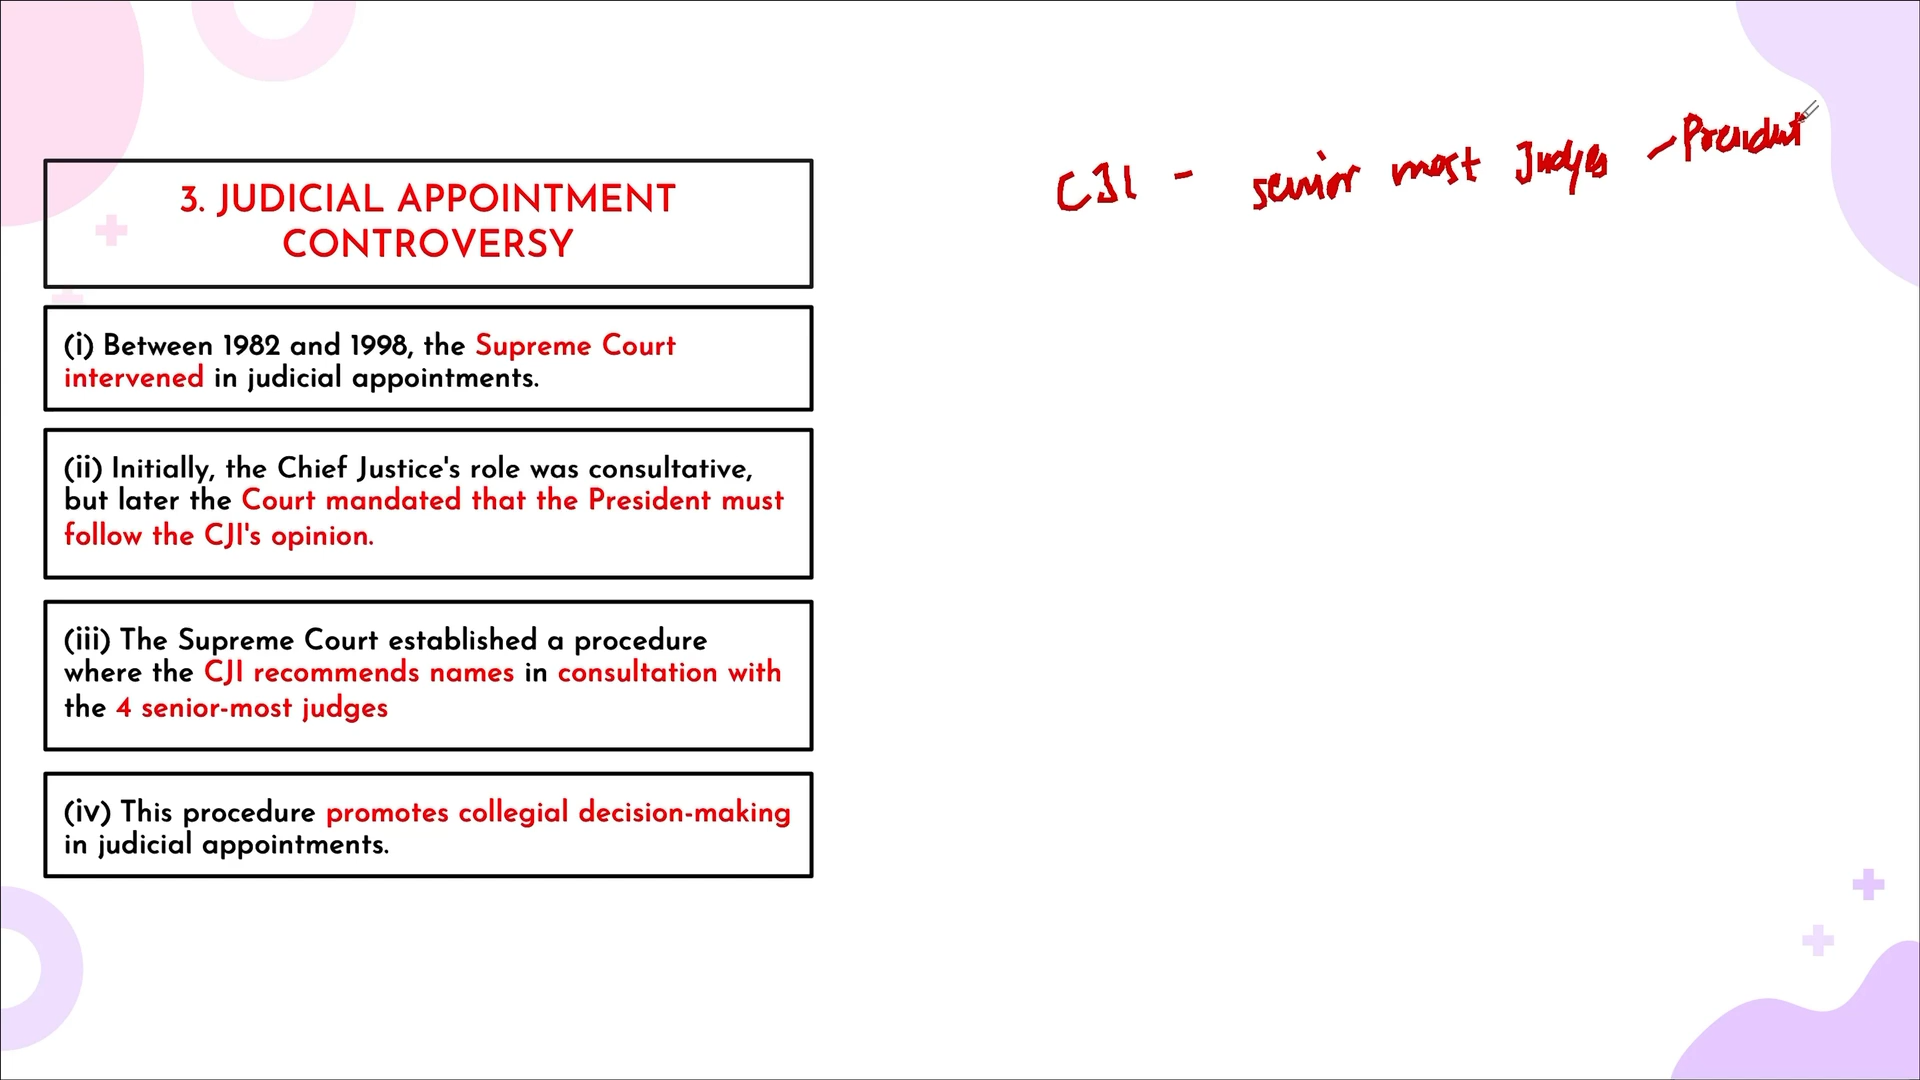 3. JUDICIAL APPOINTMENT
CONTROVERSY
(i) Between 1982 and 1998, the Supreme Court
intervened in judicial appointments.
(ii) Initially, the Chief Justice's role was consultative,
but later the Court mandated that the President must
follow the CJI's opinion.
(iii) The Supreme Court established a procedure
where the CJI recommends names in consultation with
the 4 senior-most judges
(iv) This procedure promotes collegial decision-making
in judicial appointments.
CJI - senior most Judges - President